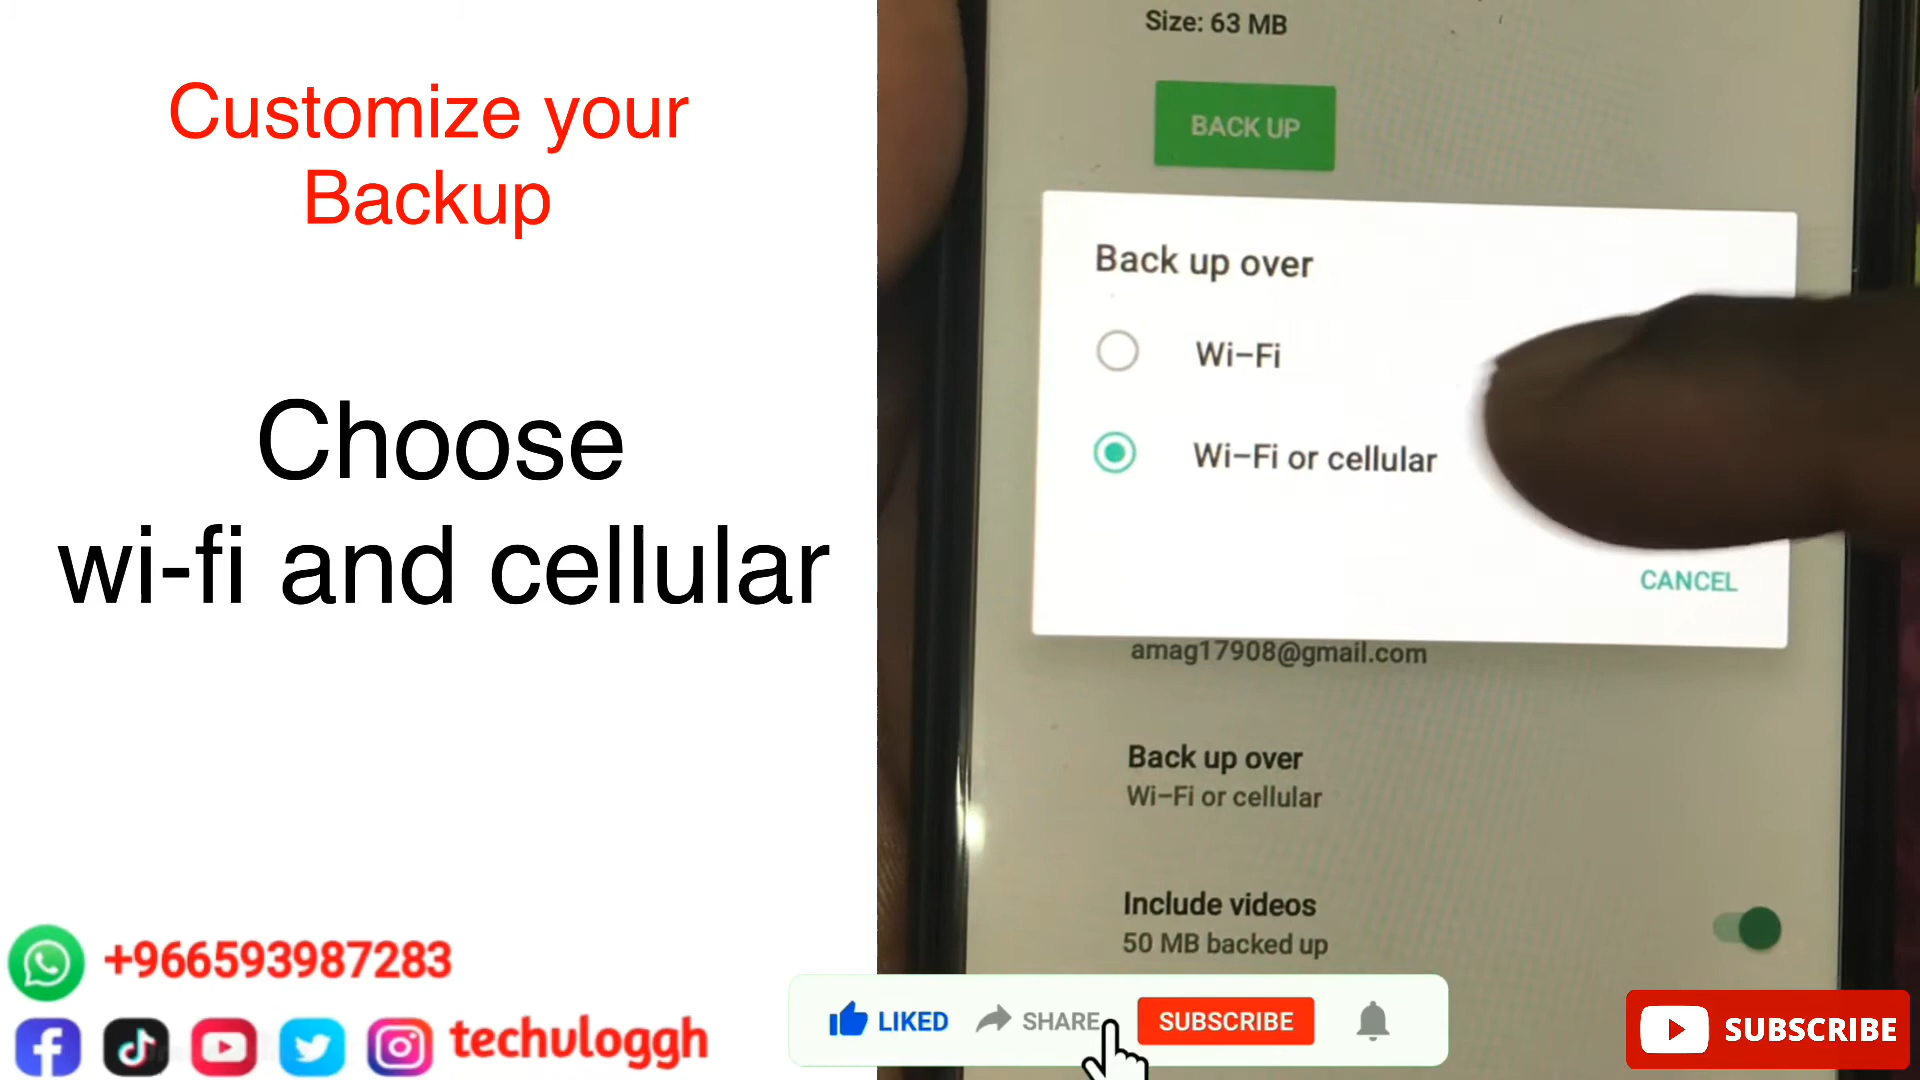 Customize your
Backup
Choose
wi-fi and cellular
+966593987283
techuloggh
Size: 63 MB
BACK UP
Back up over
Wi-Fi
Wi-Fi or cellular
CANCEL
amag17908@gmail.com
Back up over
Wi-Fi or cellular
Include videos
50 MB backed up
LIKED
SHARE
SUBSCRIBE
SUBSCRIBE